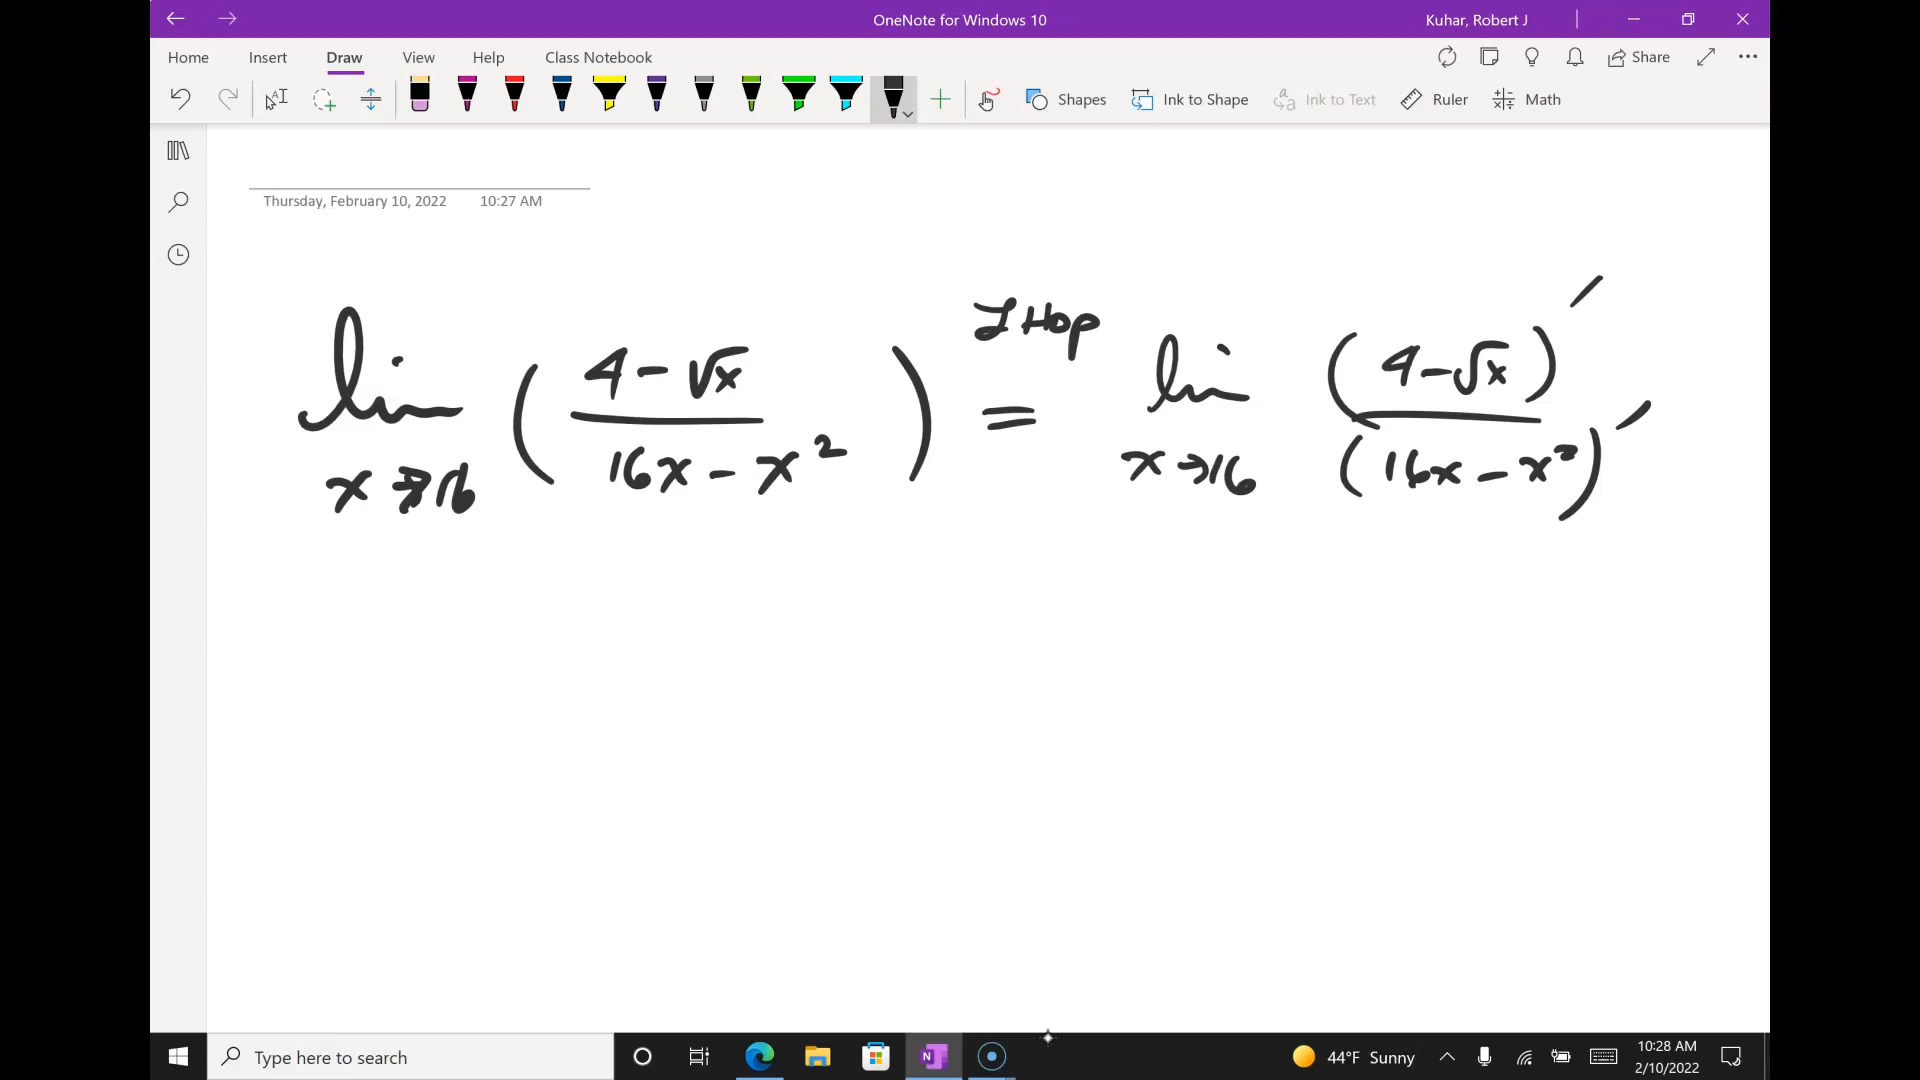 OneNote for Windows 10
Kuhar, Robert J
Home Insert Draw View Help Class Notebook
Share
Shapes Ink to Shape Ink to Text Ruler Math
Thursday, February 10, 2022 10:27 AM
lim x→16 ( (4 - √x) / (16x - x²) ) = L'Hop lim x→16 (4 - √x)' / (16x - x²)'
Type here to search
44°F Sunny
10:28 AM
2/10/2022